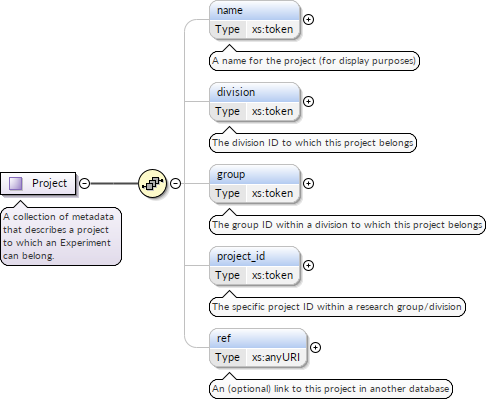 name
Type xs:token
A name for the project (for display purposes)
division
Type xs:token
The division ID to which this project belongs
group
Type xs:token
The group ID within a division to which this project belongs
Project
A collection of metadata
that describes a project
to which an Experiment
can belong.
project_id
Type xs:token
The specific project ID within a research group/division
ref
Type xs:anyURI
An (optional) link to this project in another database